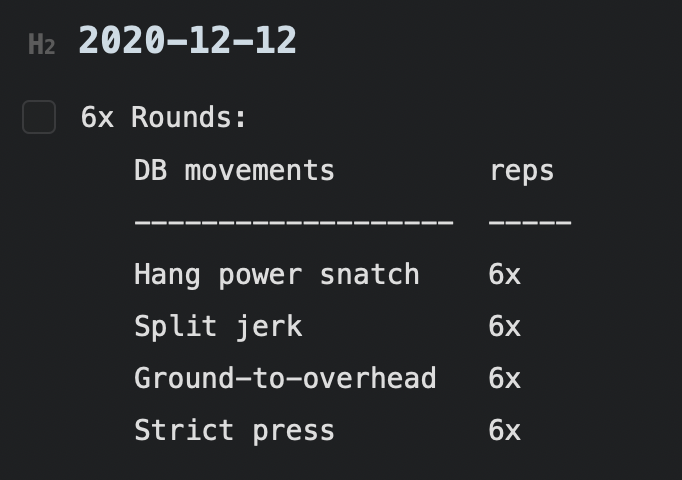 H2 2020-12-12
6x Rounds:
DB movements reps
------------------- -----
Hang power snatch 6x
Split jerk 6x
Ground-to-overhead 6x
Strict press 6x